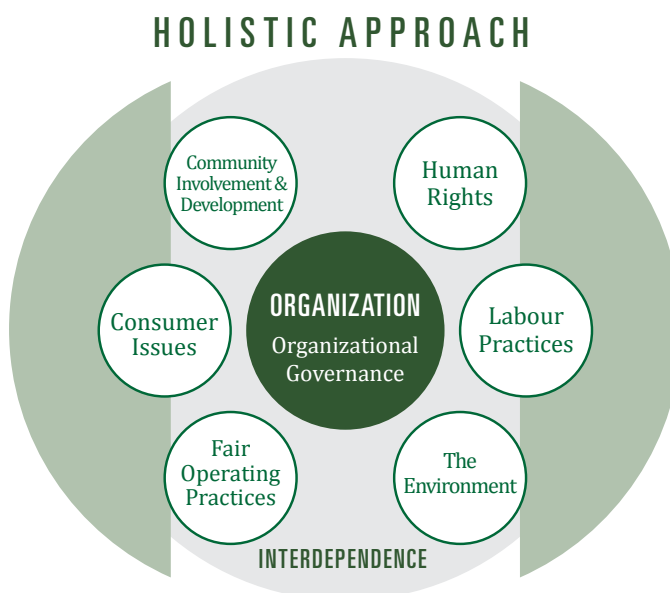 HOLISTIC APPROACH
Community
Involvement &
Development
Human
Rights
ORGANIZATION
Organizational
Governance
Consumer
Issues
Labour
Practices
Fair
Operating
Practices
The
Environment
INTERDEPENDENCE